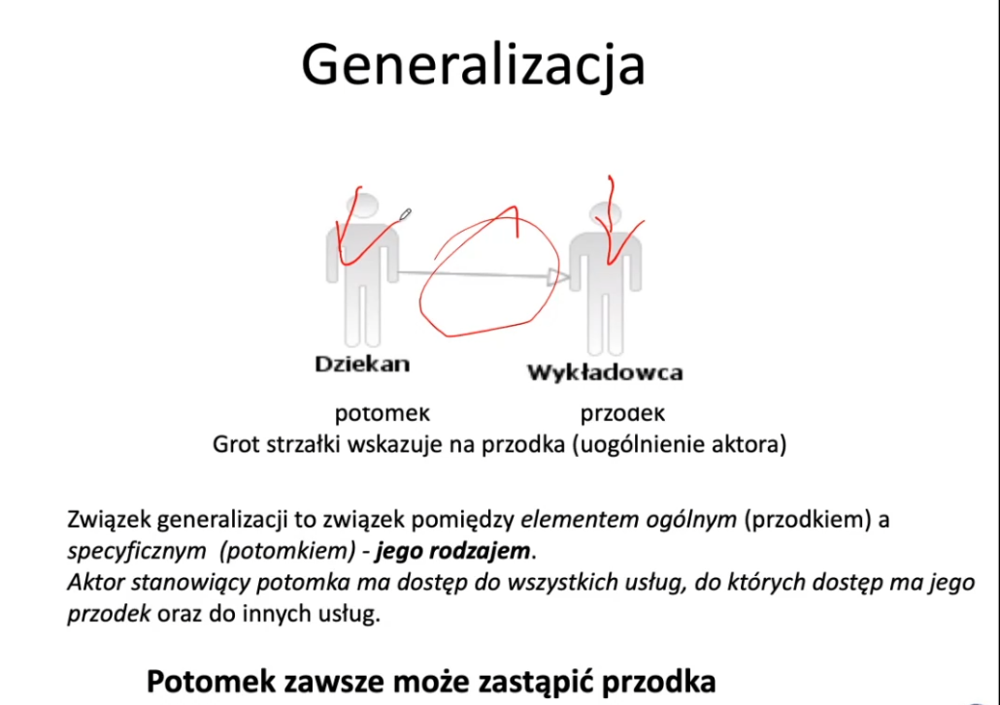 Generalizacja
Dziekan Wykładowca
potomek przodek
Grot strzałki wskazuje na przodka (uogólnienie aktora)
Związek generalizacji to związek pomiędzy elementem ogólnym (przodkiem) a
specyficznym (potomkiem) - jego rodzajem.
Aktor stanowiący potomka ma dostęp do wszystkich usług, do których dostęp ma jego
przodek oraz do innych usług.
Potomek zawsze może zastąpić przodka